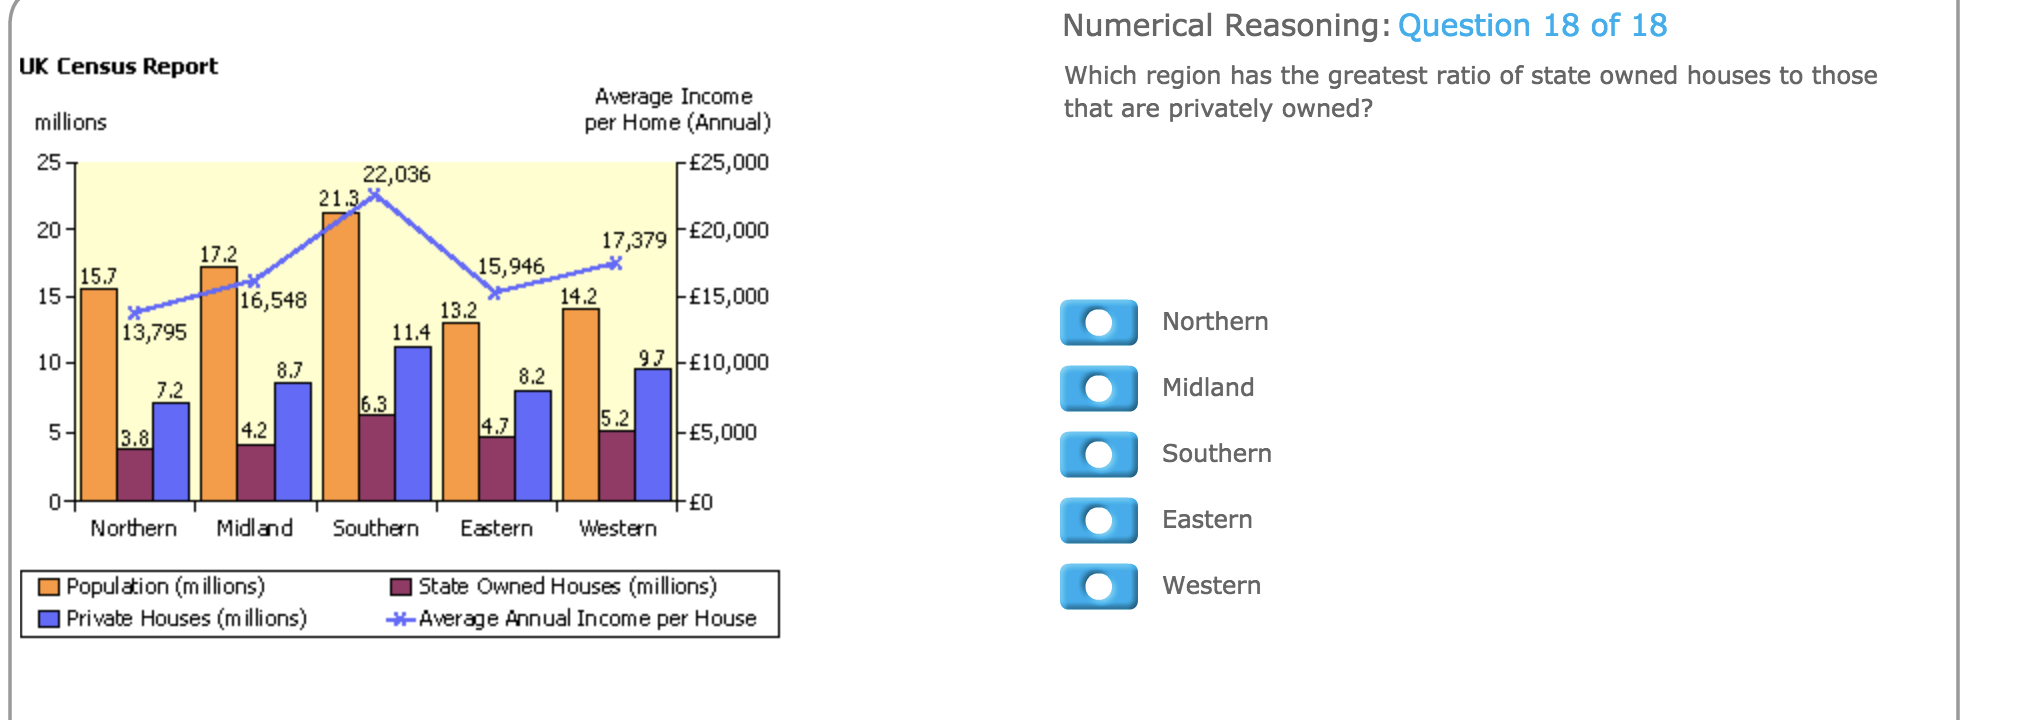 Numerical Reasoning: Question 18 of 18
Which region has the greatest ratio of state owned houses to those
that are privately owned?
UK Census Report
millions
Average Income
per Home (Annual)
25
20
15
10
5
0
£25,000
£20,000
£15,000
£10,000
£5,000
£0
15.7
3.8
7.2
13,795
17.2
4.2
8.7
16,548
21.3
6.3
11.4
22,036
13.2
4.7
8.2
15,946
14.2
5.2
9.7
17,379
Northern Midland Southern Eastern Western
Population (millions) State Owned Houses (millions)
Private Houses (millions) Average Annual Income per House
Northern
Midland
Southern
Eastern
Western